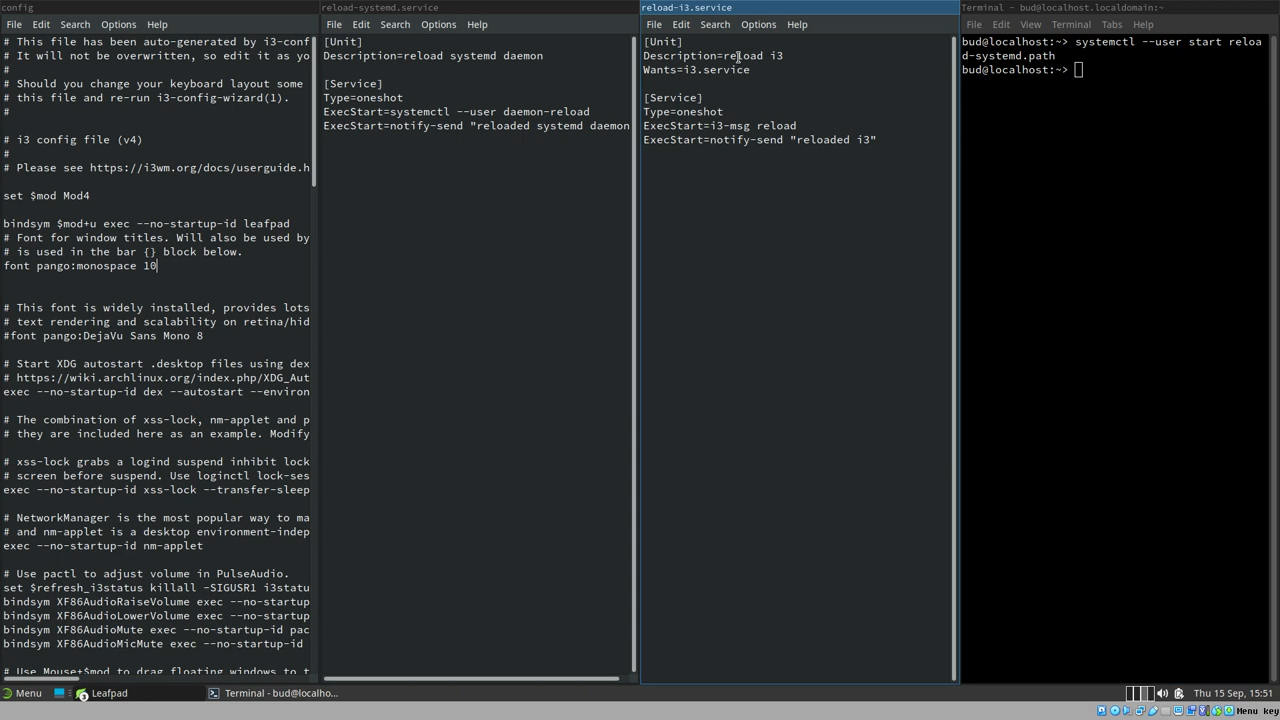 config
File Edit Search Options Help
# This file has been auto-generated by i3-conf
# It will not be overwritten, so edit it as yo
#
# Should you change your keyboard layout some
# this file and re-run i3-config-wizard(1).
#
# i3 config file (v4)
#
# Please see https://i3wm.org/docs/userguide.h
set $mod Mod4
bindsym $mod+u exec --no-startup-id leafpad
# Font for window titles. Will also be used by
# is used in the bar {} block below.
font pango:monospace 10
# This font is widely installed, provides lots
# text rendering and scalability on retina/hid
#font pango:DejaVu Sans Mono 8
# Start XDG autostart .desktop files using dex
# https://wiki.archlinux.org/index.php/XDG_Aut
exec --no-startup-id dex --autostart --environ
# The combination of xss-lock, nm-applet and p
# they are included here as an example. Modify
# xss-lock grabs a logind suspend inhibit lock
# screen before suspend. Use loginctl lock-ses
exec --no-startup-id xss-lock --transfer-sleep
# NetworkManager is the most popular way to ma
# and nm-applet is a desktop environment-indep
exec --no-startup-id nm-applet
# Use pactl to adjust volume in PulseAudio.
set $refresh_i3status killall -SIGUSR1 i3statu
bindsym XF86AudioRaiseVolume exec --no-startup
bindsym XF86AudioLowerVolume exec --no-startup
bindsym XF86AudioMute exec --no-startup-id pac
bindsym XF86AudioMicMute exec --no-startup-id
# Use Mouse+$mod to drag floating windows to t
reload-systemd.service
File Edit Search Options Help
[Unit]
Description=reload systemd daemon
[Service]
Type=oneshot
ExecStart=systemctl --user daemon-reload
ExecStart=notify-send "reloaded systemd daemon
reload-i3.service
File Edit Search Options Help
[Unit]
Description=reload i3
Wants=i3.service
[Service]
Type=oneshot
ExecStart=i3-msg reload
ExecStart=notify-send "reloaded i3"
Terminal - bud@localhost.localdomain:~
File Edit View Terminal Tabs Help
bud@localhost:~> systemctl --user start reloa
d-systemd.path
bud@localhost:~>
Menu
3 Leafpad
Terminal - bud@localho...
Thu 15 Sep, 15:51
Menu key